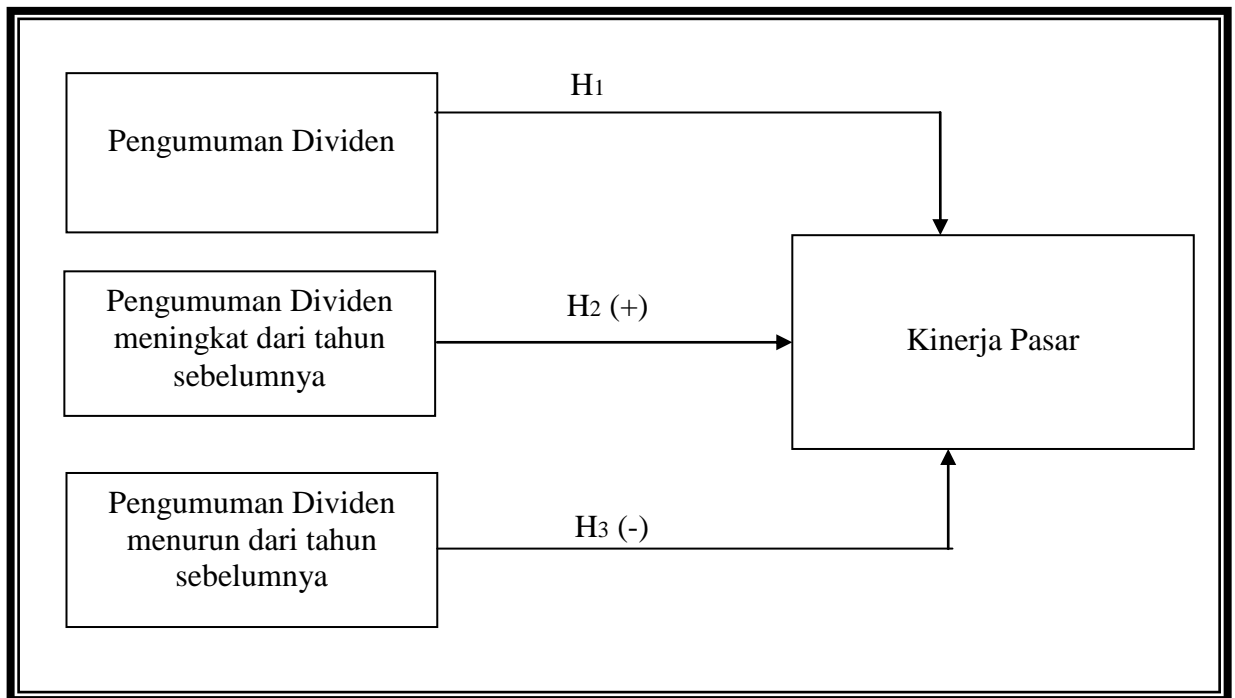 H1
Pengumuman Dividen
Pengumuman Dividen
meningkat dari tahun
sebelumnya
H2 (+)
Kinerja Pasar
Pengumuman Dividen
menurun dari tahun
sebelumnya
H3 (-)